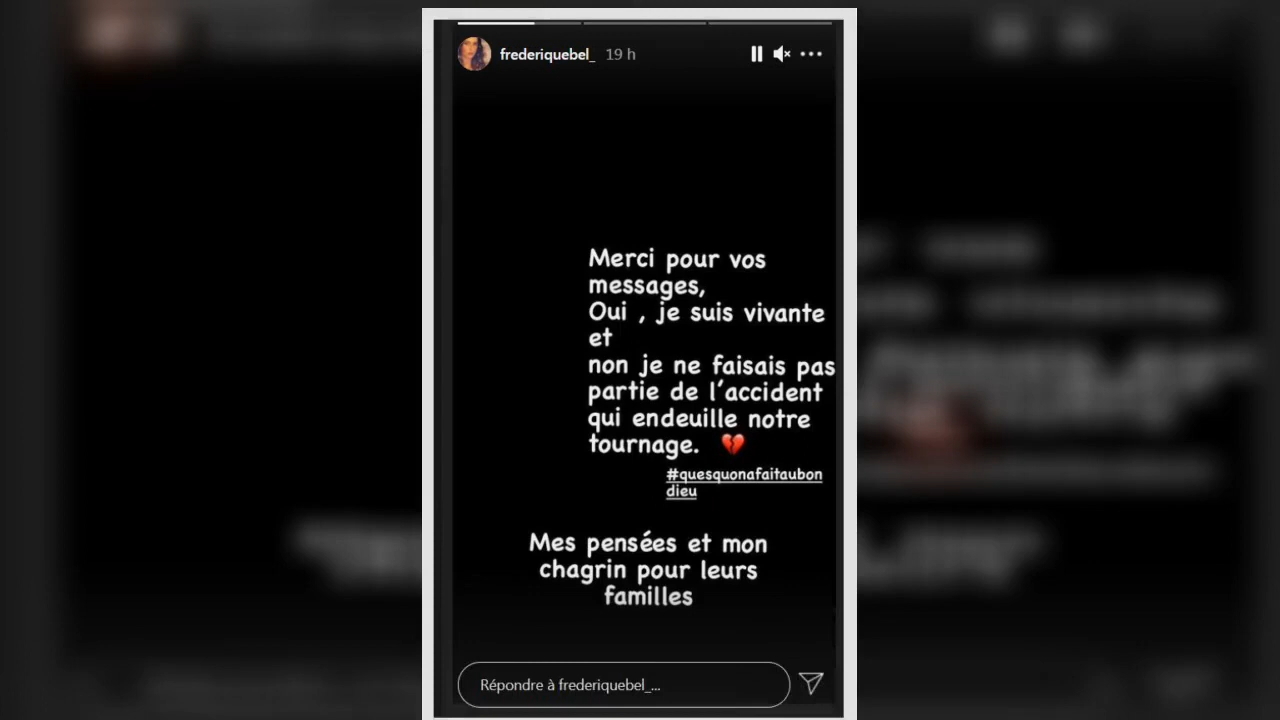 frederiquebel_ 19 h
Merci pour vos
messages,
Oui , je suis vivante
et
non je ne faisais pas
partie de l'accident
qui endeuille notre
tournage. 💔
#quesquonafaitaubon
dieu
Mes pensées et mon
chagrin pour leurs
familles
Répondre à frederiquebel_...